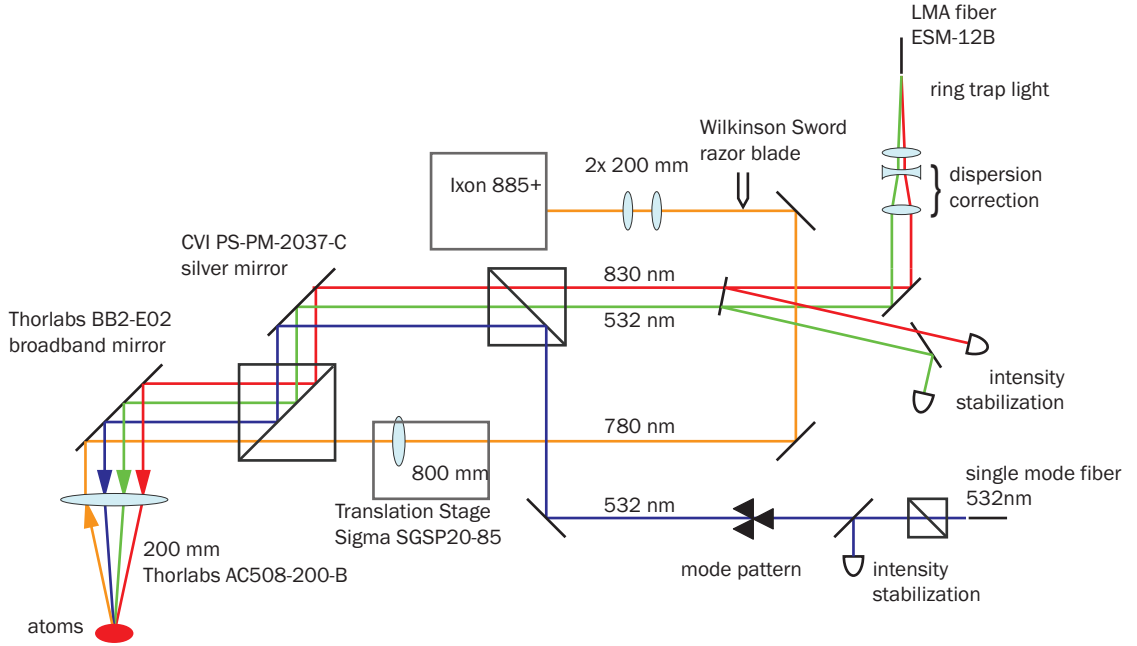 LMA fiber
ESM-12B
ring trap light
Wilkinson Sword
razor blade
2x 200 mm
Ixon 885+
dispersion
correction
CVI PS-PM-2037-C
silver mirror
830 nm
532 nm
Thorlabs BB2-E02
broadband mirror
intensity
stabilization
780 nm
800 mm
single mode fiber
532nm
Translation Stage
Sigma SGSP20-85
532 nm
200 mm
Thorlabs AC508-200-B
mode pattern
intensity
stabilization
atoms